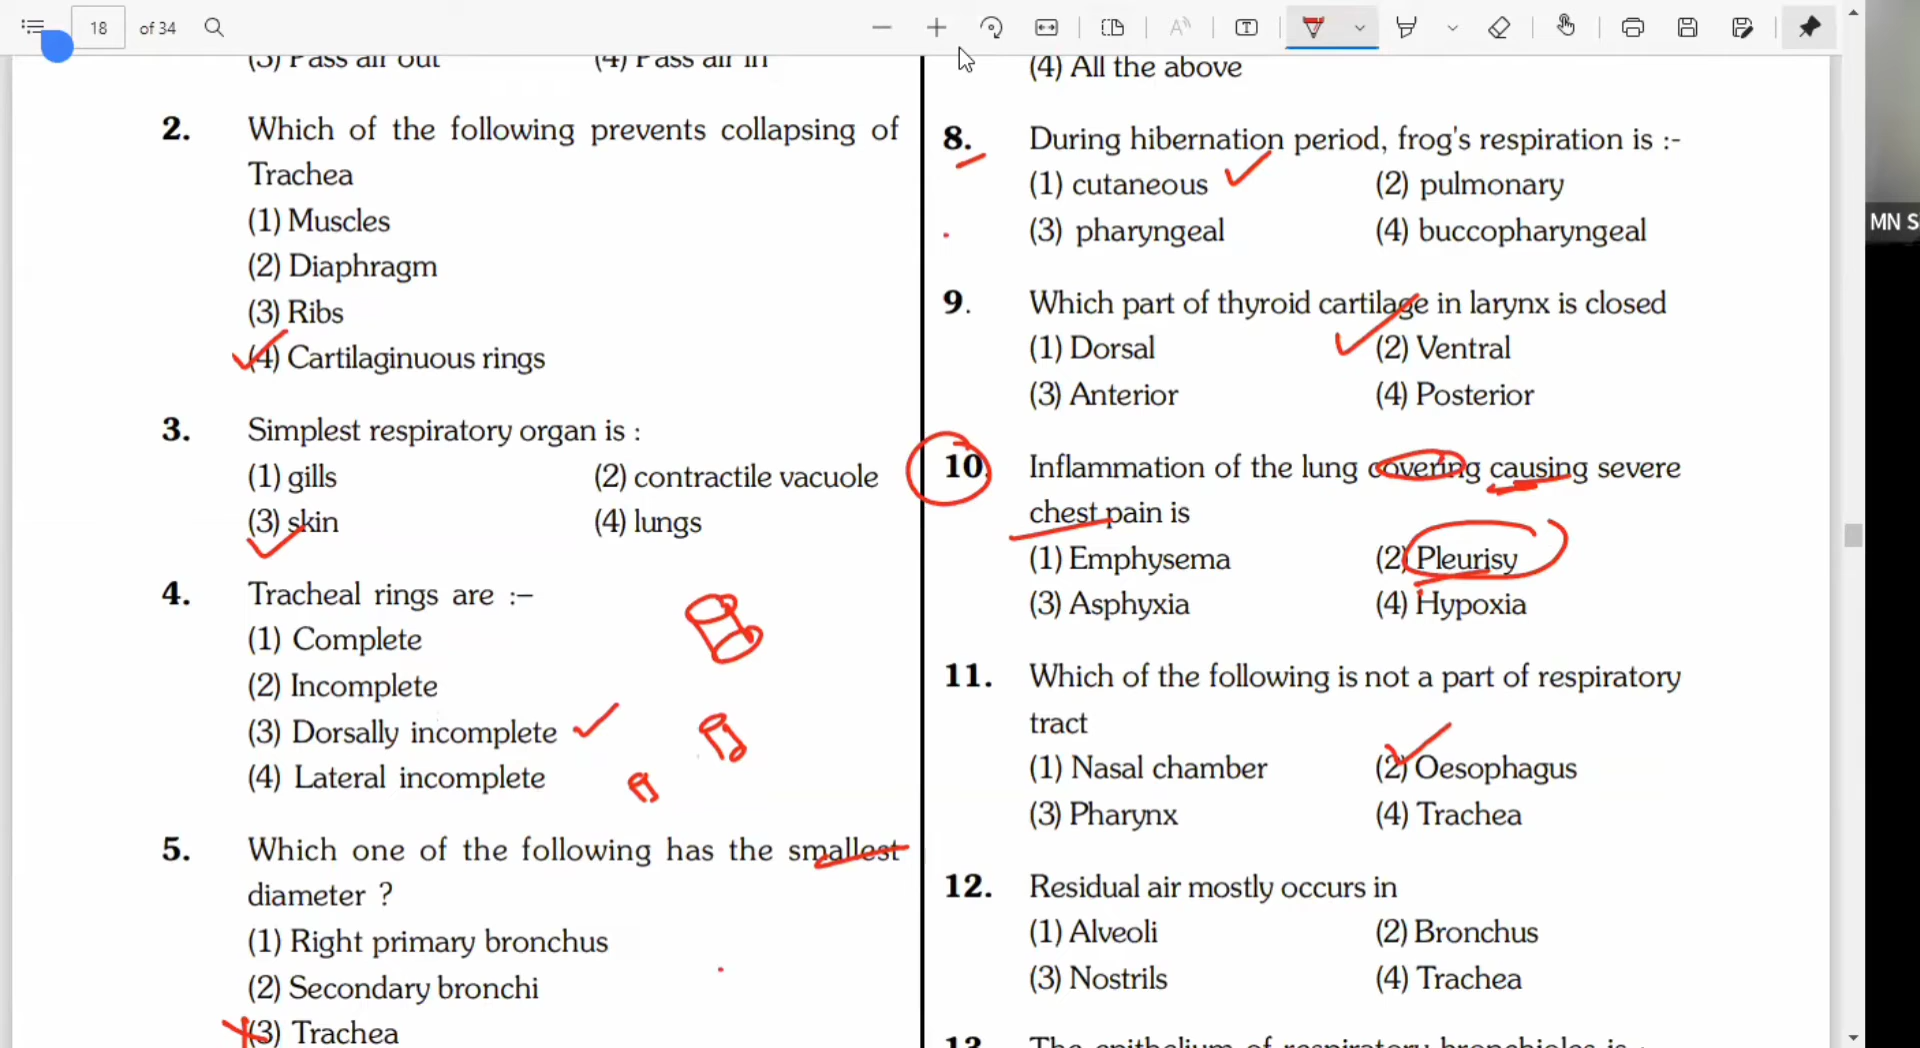 18 of 34
(3) Pass air out (4) Pass air in
2. Which of the following prevents collapsing of
Trachea
(1) Muscles
(2) Diaphragm
(3) Ribs
(4) Cartilaginuous rings
3. Simplest respiratory organ is :
(1) gills (2) contractile vacuole
(3) skin (4) lungs
4. Tracheal rings are :–
(1) Complete
(2) Incomplete
(3) Dorsally incomplete
(4) Lateral incomplete
5. Which one of the following has the smallest
diameter ?
(1) Right primary bronchus
(2) Secondary bronchi
(3) Trachea
(4) All the above
8. During hibernation period, frog's respiration is :-
(1) cutaneous (2) pulmonary
(3) pharyngeal (4) buccopharyngeal
9. Which part of thyroid cartilage in larynx is closed
(1) Dorsal (2) Ventral
(3) Anterior (4) Posterior
10. Inflammation of the lung covering causing severe
chest pain is
(1) Emphysema (2) Pleurisy
(3) Asphyxia (4) Hypoxia
11. Which of the following is not a part of respiratory
tract
(1) Nasal chamber (2) Oesophagus
(3) Pharynx (4) Trachea
12. Residual air mostly occurs in
(1) Alveoli (2) Bronchus
(3) Nostrils (4) Trachea
13. The epithelium of respiratory bronchioles is :
MN S